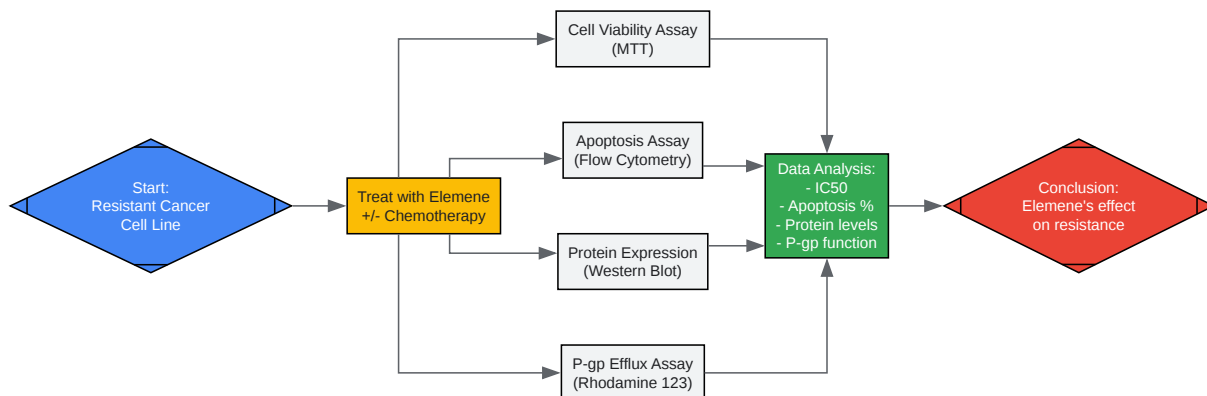 Start:
Resistant Cancer
Cell Line
Treat with Elemene
+/- Chemotherapy
Cell Viability Assay
(MTT)
Apoptosis Assay
(Flow Cytometry)
Protein Expression
(Western Blot)
P-gp Efflux Assay
(Rhodamine 123)
Data Analysis:
- IC50
- Apoptosis %
- Protein levels
- P-gp function
Conclusion:
Elemene's effect
on resistance